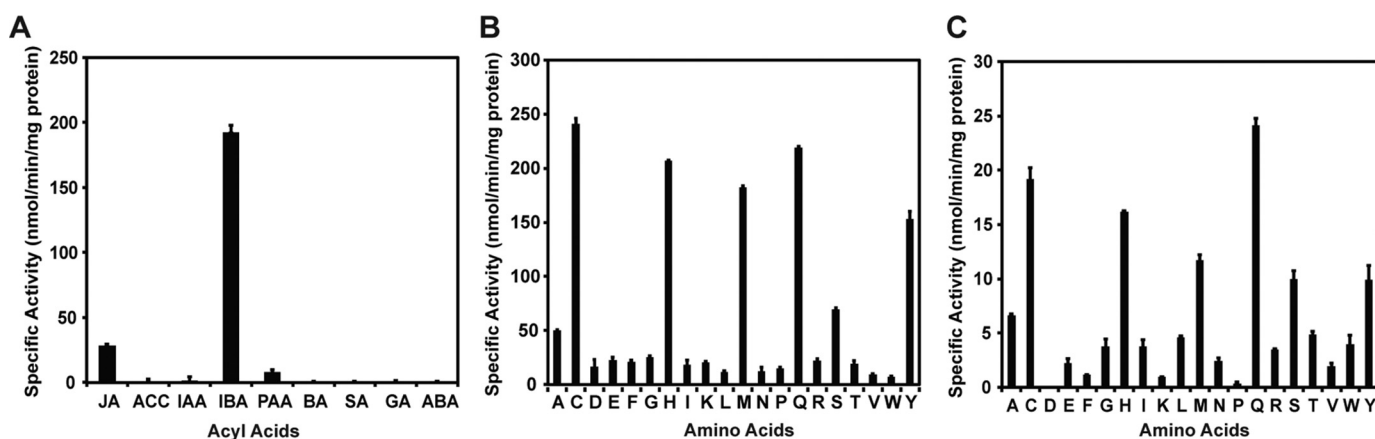 A
Specific Activity (nmol/min/mg protein)
250
200
150
100
50
0
JA ACC IAA IBA PAA BA SA GA ABA
Acyl Acids
B
Specific Activity (nmol/min/mg protein)
300
250
200
150
100
50
0
A C D E F G H I K L M N P Q R S T V W Y
Amino Acids
C
Specific Activity (nmol/min/mg protein)
30
25
20
15
10
5
0
A C D E F G H I K L M N P Q R S T V W Y
Amino Acids